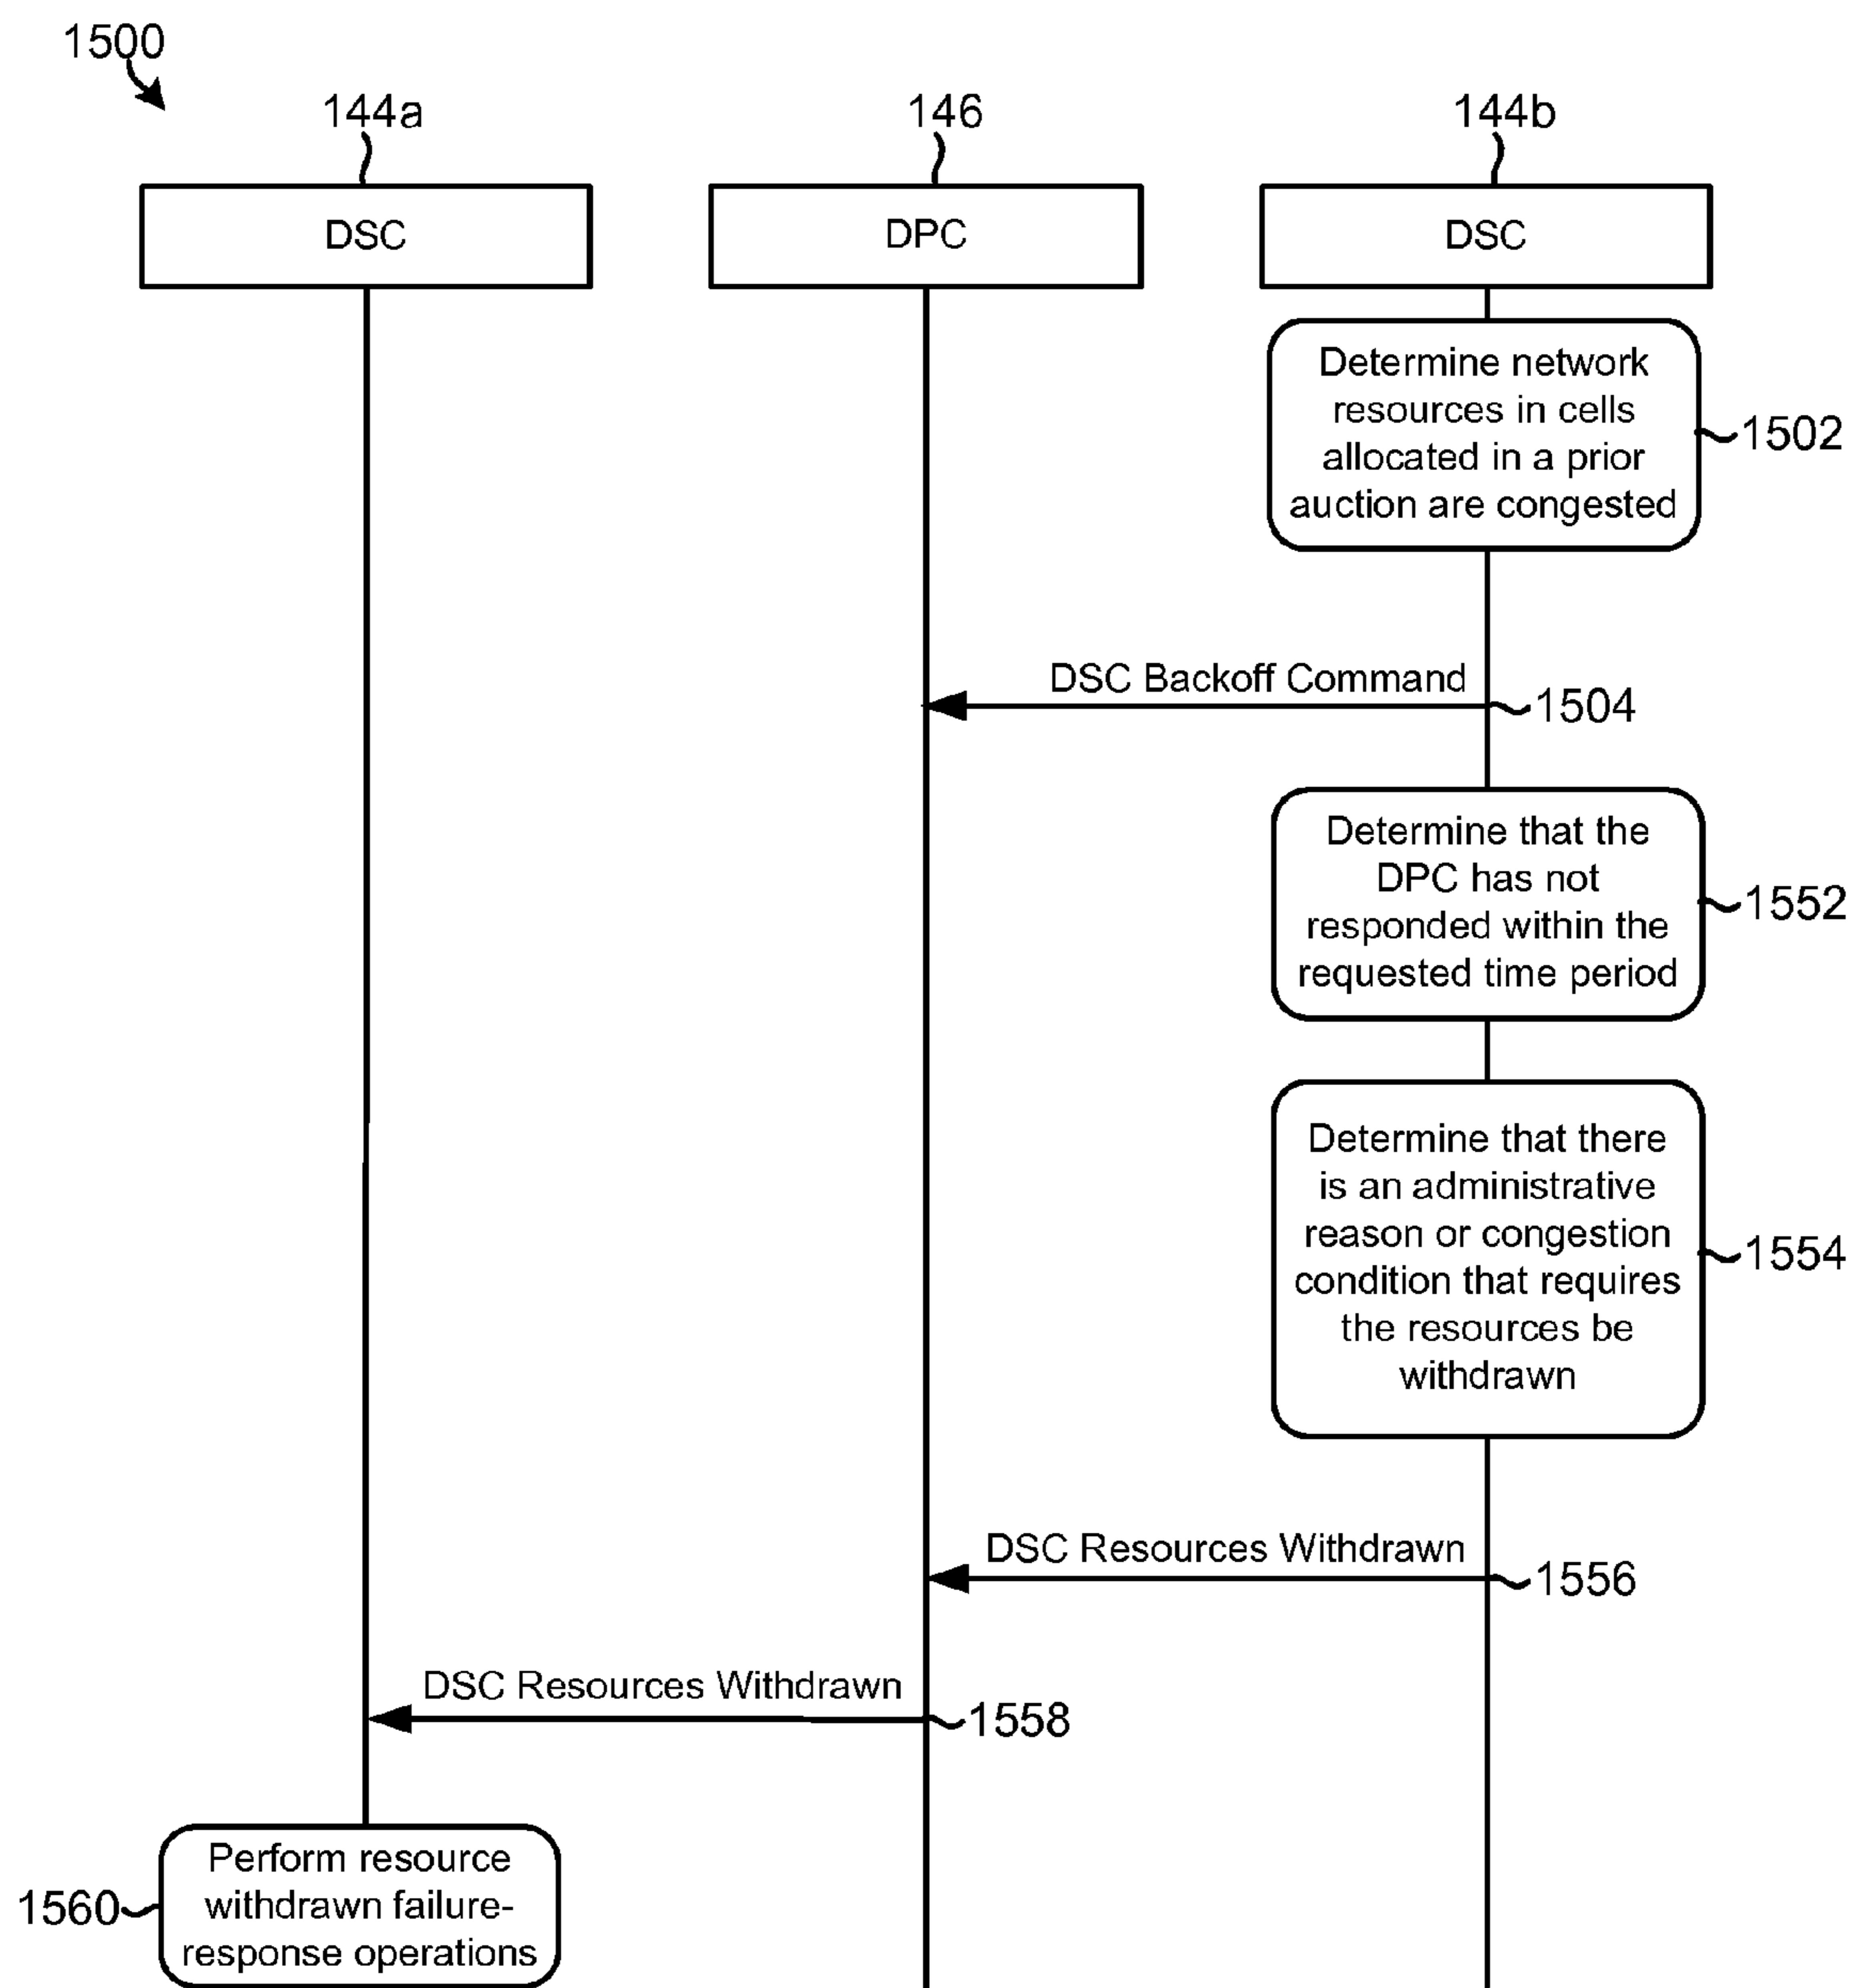 1500
144a
146
144b
DSC
DPC
DSC
Determine network
resources in cells
allocated in a prior
auction are congested
1502
DSC Backoff Command
1504
Determine that the
DPC has not
responded within the
requested time period
1552
Determine that there
is an administrative
reason or congestion
condition that requires
the resources be
withdrawn
1554
DSC Resources Withdrawn
1556
DSC Resources Withdrawn
1558
Perform resource
withdrawn failure-
response operations
1560